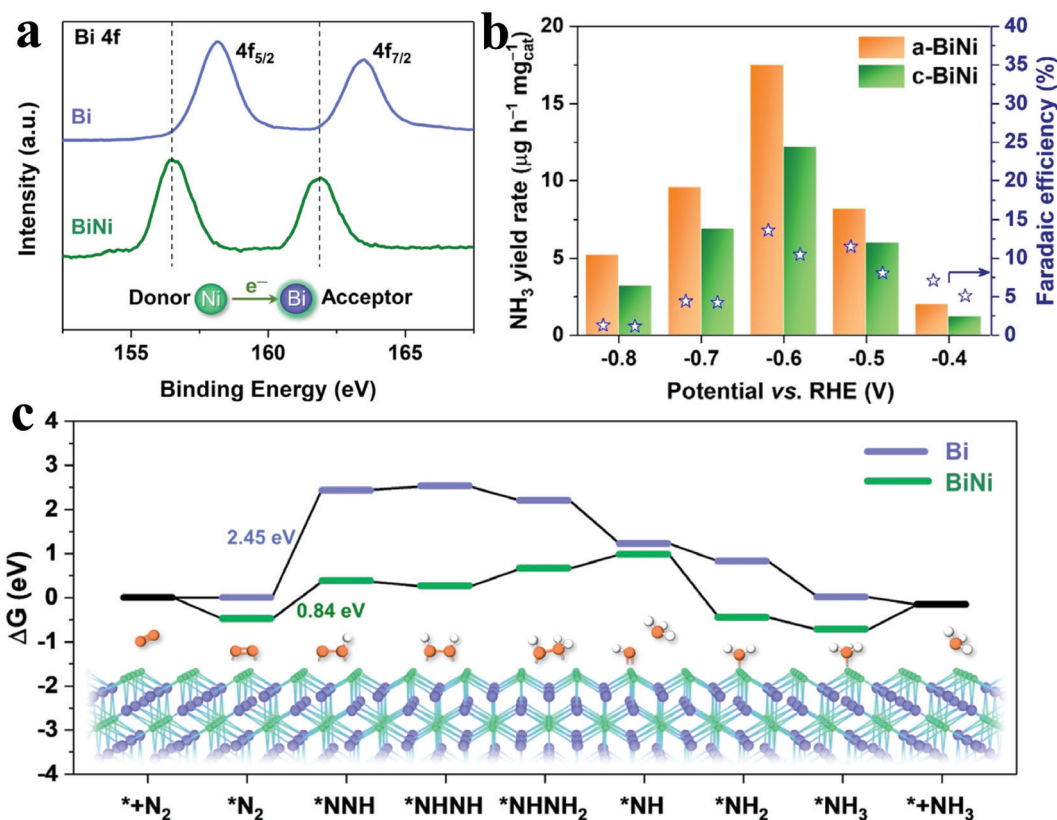 a
Bi 4f
4f5/2
4f7/2
Bi
BiNi
Donor Ni e− Bi Acceptor
Intensity (a.u.)
155 160 165
Binding Energy (eV)
b
a-BiNi
c-BiNi
NH3 yield rate (μg h−1 mg−1cat)
20
15
10
5
0
Faradaic efficiency (%)
40
35
30
25
20
15
10
5
0
-0.8 -0.7 -0.6 -0.5 -0.4
Potential vs. RHE (V)
c
Bi
BiNi
2.45 eV
0.84 eV
ΔG (eV)
4
3
2
1
0
-1
-2
-3
-4
*+N2 *N2 *NNH *NHNH *NHNH2 *NH *NH2 *NH3 *+NH3